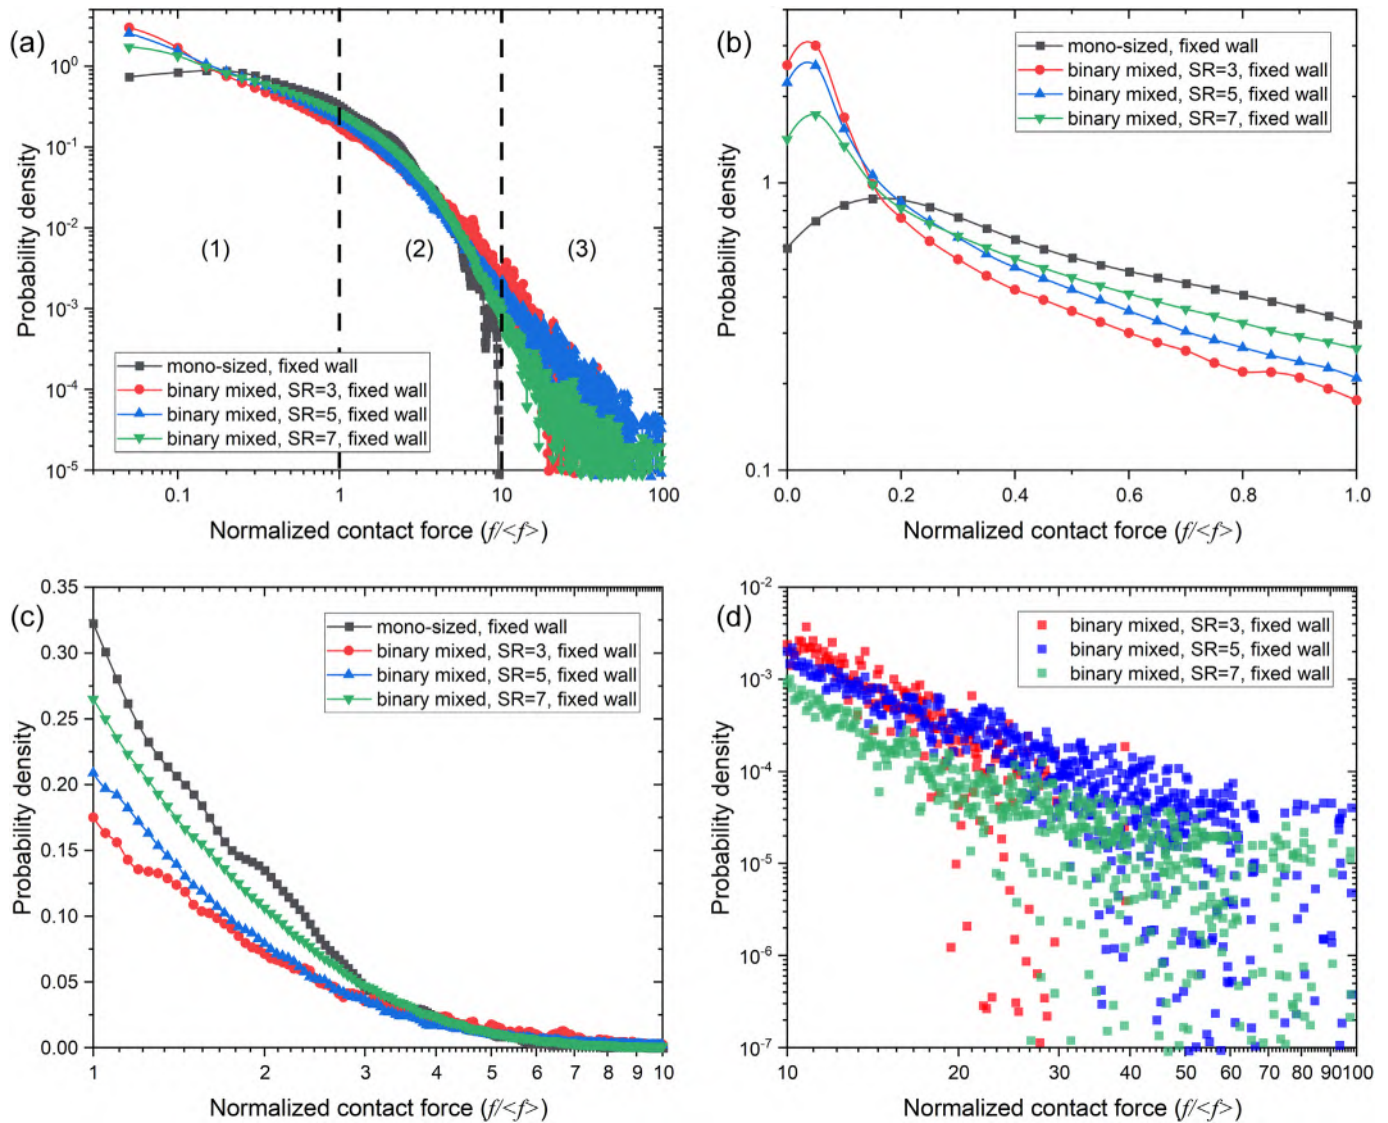 (a)
Probability density
10^0
10^-1
10^-2
10^-3
10^-4
10^-5
(1)
(2)
(3)
mono-sized, fixed wall
binary mixed, SR=3, fixed wall
binary mixed, SR=5, fixed wall
binary mixed, SR=7, fixed wall
0.1
1
10
100
Normalized contact force (f/<f>)
(b)
Probability density
1
0.1
mono-sized, fixed wall
binary mixed, SR=3, fixed wall
binary mixed, SR=5, fixed wall
binary mixed, SR=7, fixed wall
0.0
0.2
0.4
0.6
0.8
1.0
Normalized contact force (f/<f>)
(c)
Probability density
0.35
0.30
0.25
0.20
0.15
0.10
0.05
0.00
mono-sized, fixed wall
binary mixed, SR=3, fixed wall
binary mixed, SR=5, fixed wall
binary mixed, SR=7, fixed wall
1
2
3
4
5
6
7
8
9
10
Normalized contact force (f/<f>)
(d)
Probability density
10^-2
10^-3
10^-4
10^-5
10^-6
10^-7
binary mixed, SR=3, fixed wall
binary mixed, SR=5, fixed wall
binary mixed, SR=7, fixed wall
10
20
30
40
50
60
70
80
90
100
Normalized contact force (f/<f>)